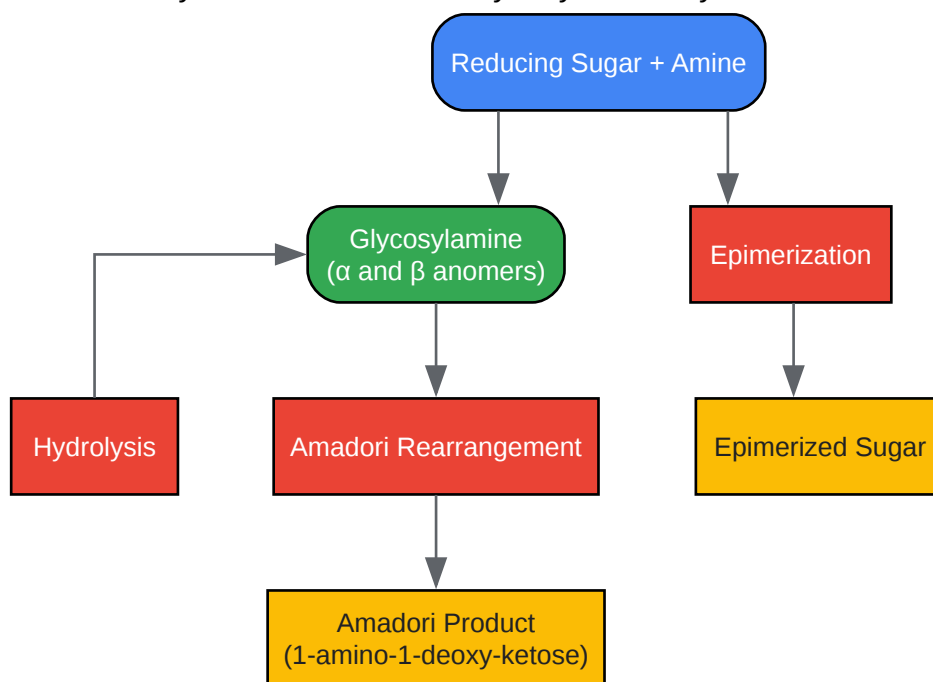 Reducing Sugar + Amine
Glycosylamine
(α and β anomers)
Epimerization
Hydrolysis
Amadori Rearrangement
Epimerized Sugar
Amadori Product
(1-amino-1-deoxy-ketose)